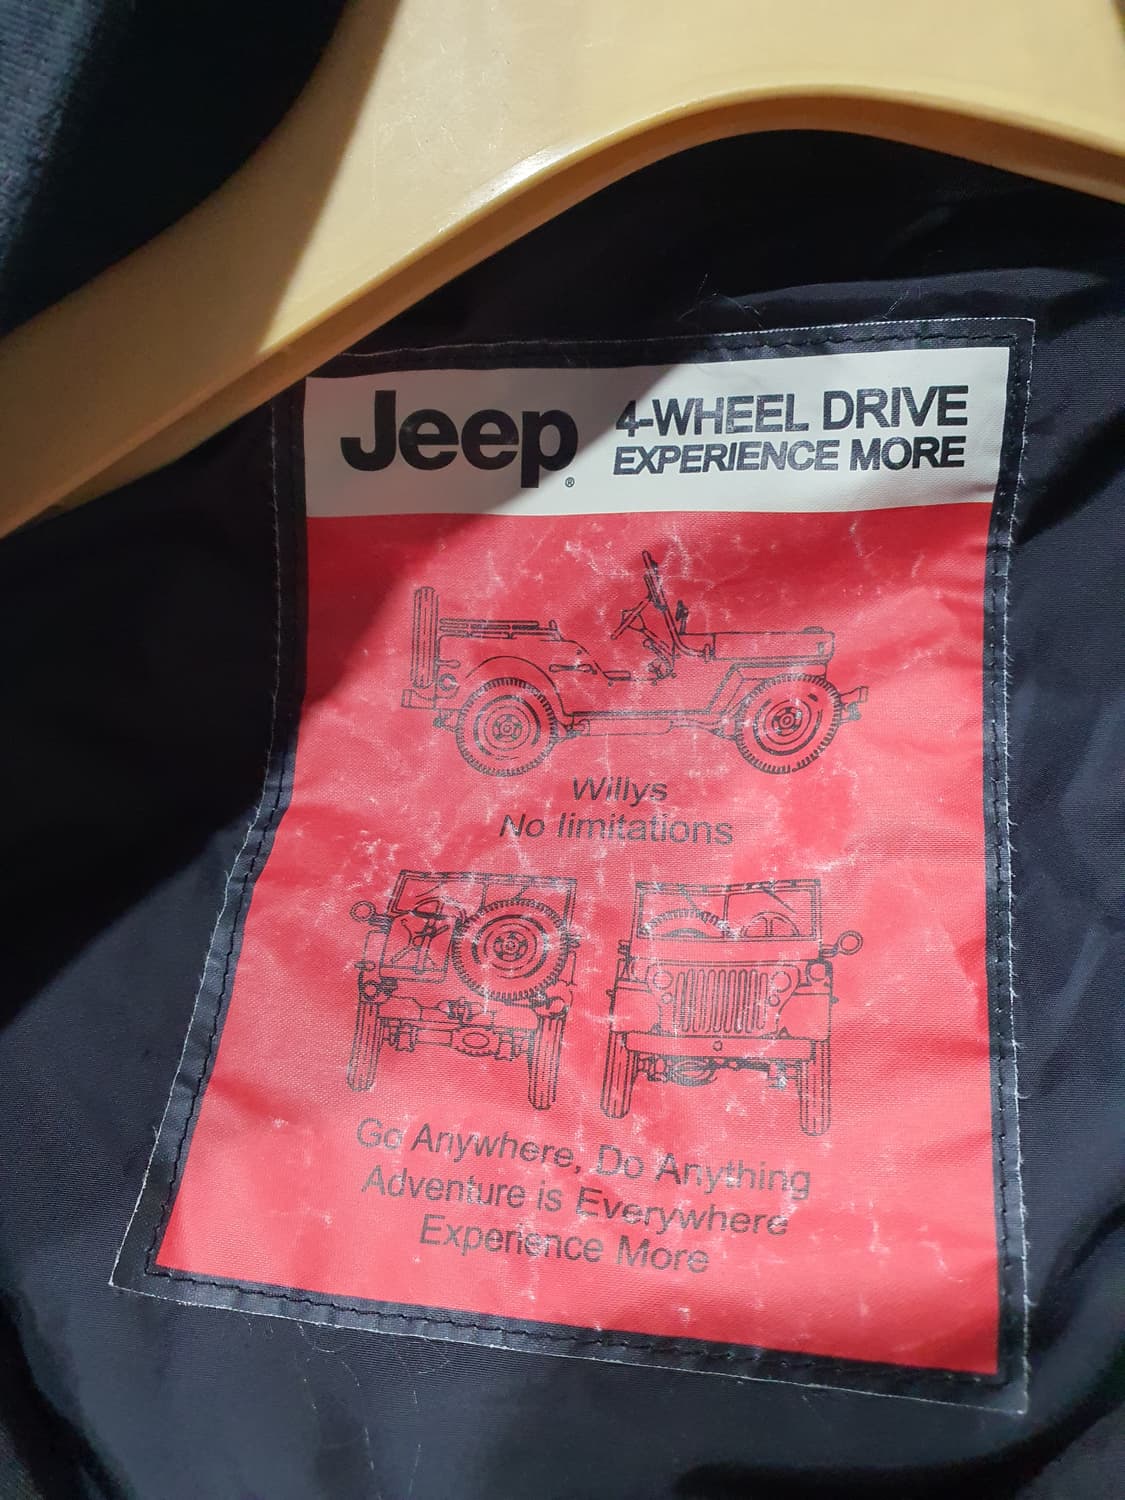 Jeep®
4-WHEEL DRIVE
EXPERIENCE MORE
Willys
No limitations
Go Anywhere, Do Anything
Adventure is Everywhere
Experience More